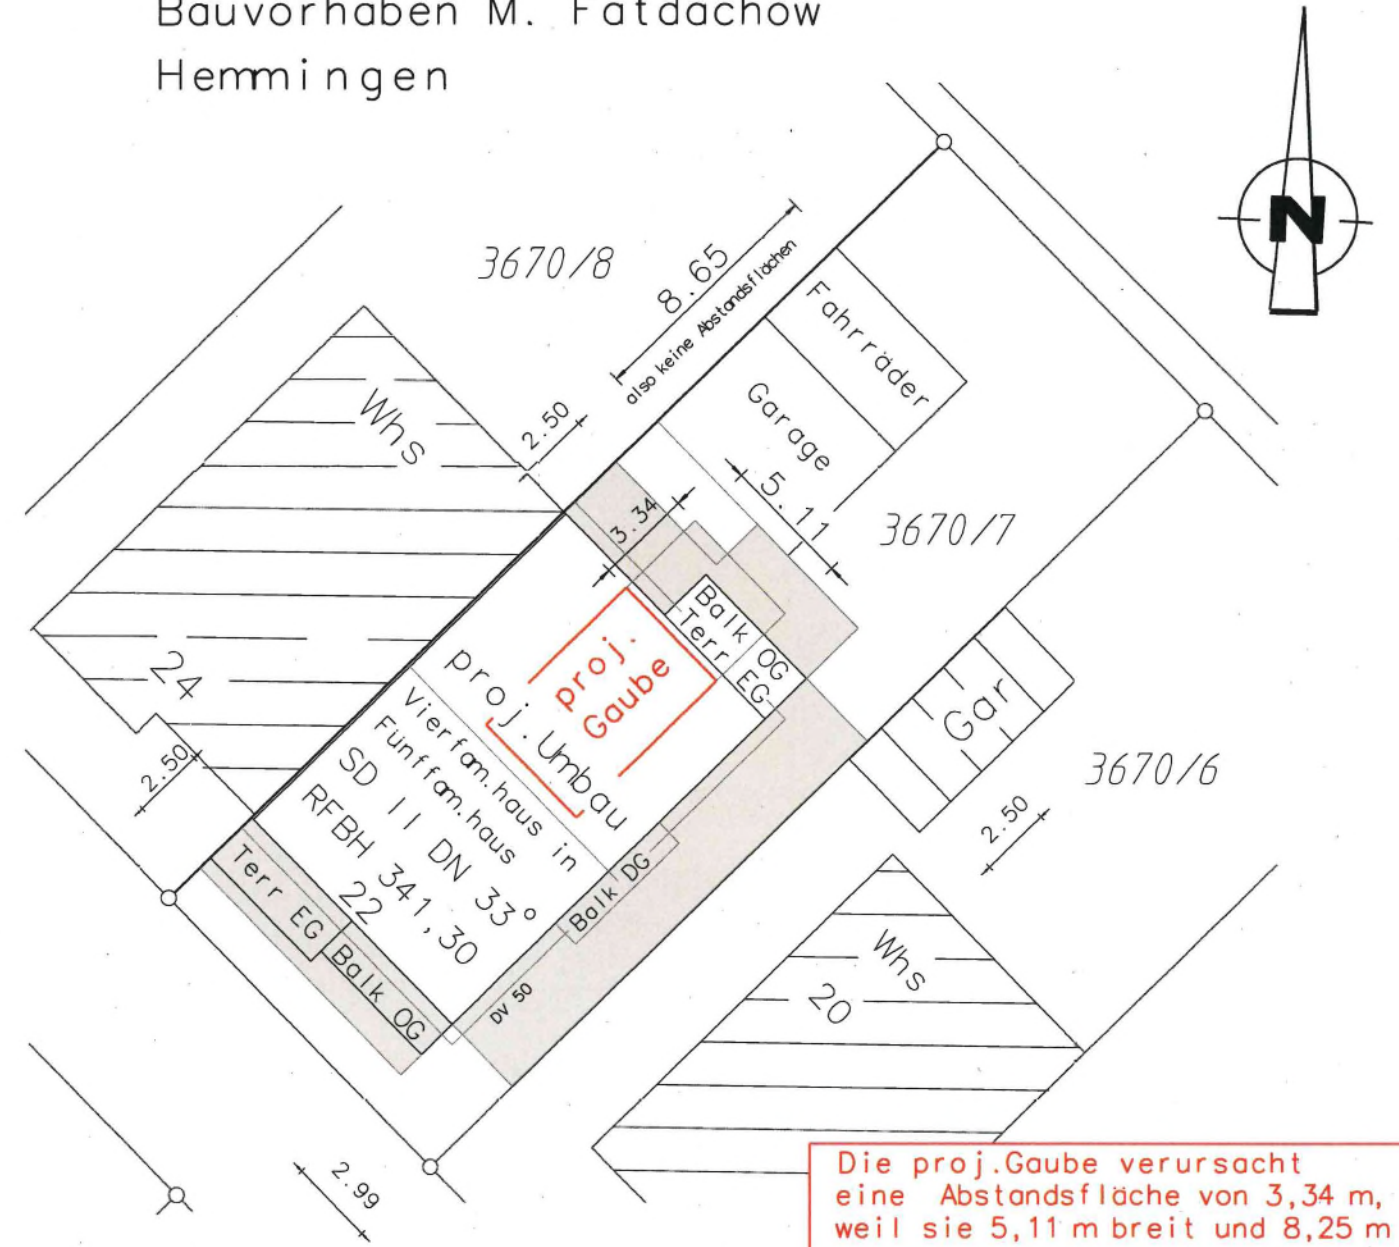 Bauvorhaben M. Fatdachow
Hemmingen
N
3670/8
8.65
also keine Abstandsflächen
Fahrräder
Garage
Whs
2.50
3.34
5.11
3670/7
Balk OG
Terr EG
proj.
Gaube
proj. Umbau
24
Vierfam.haus in
Fünffam.haus
SD II DN 33°
RFBH 341,30
22
Gar
3670/6
2.50
2.50
Terr EG
Balk OG
Balk DG
DV 50
Whs
20
2.99
Die proj.Gaube verursacht
eine Abstandsfläche von 3,34 m,
weil sie 5,11 m breit und 8,25 m